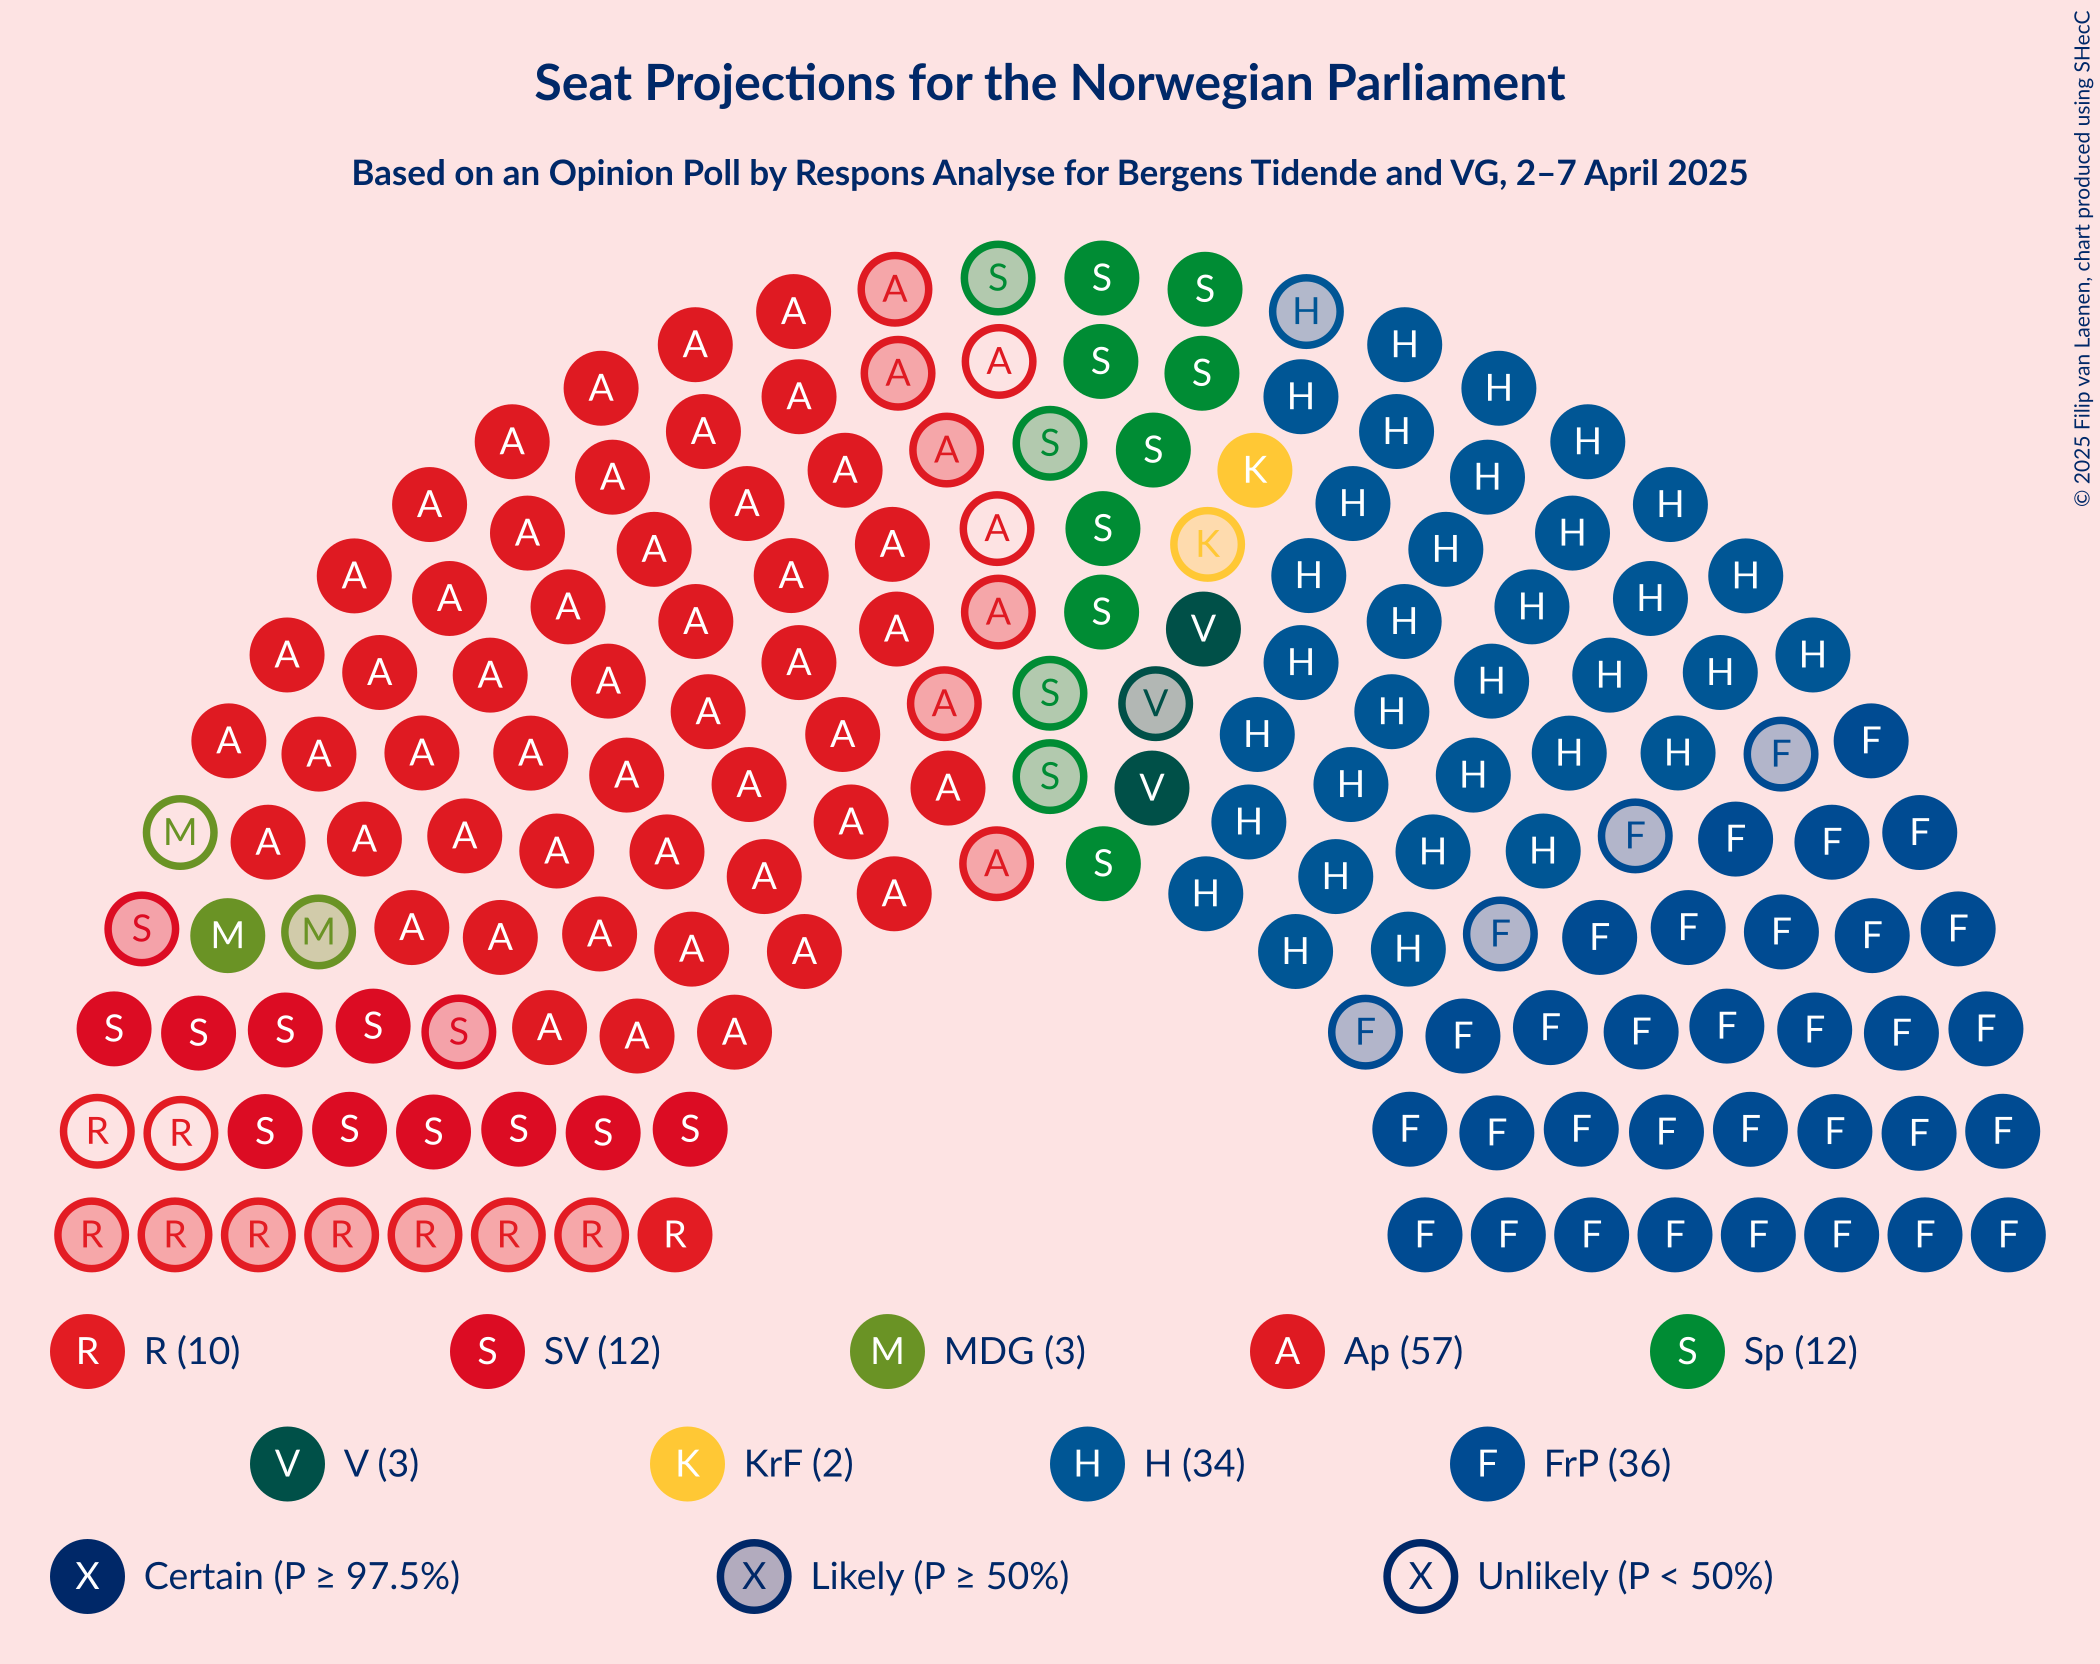 Seat Projections for the Norwegian Parliament
Based on an Opinion Poll by Respons Analyse for Bergens Tidende and VG, 2–7 April 2025
© 2025 Filip van Laenen, chart produced using SHecC
A S S S H
A A H
A A S S H
A A H H
A A A S S K H H
A A A H H
A A A A S K H H
A A A H H H H
A A A A A S V H H H
A A A A S V H H H H
A A A A A H H H H
A A A A A S V H H H F F
M A A A A A A H H H H F F F F
A A S H
S M M A A A A A H H F F F F F F
S S S S S A A A F F F F F F F F
R R S S S S S S F F F F F F F F
R R R R R R R R F F F F F F F F
R R (10) S SV (12) M MDG (3) A Ap (57) S Sp (12)
V V (3) K KrF (2) H H (34) F FrP (36)
X Certain (P ≥ 97.5%) X Likely (P ≥ 50%) X Unlikely (P < 50%)